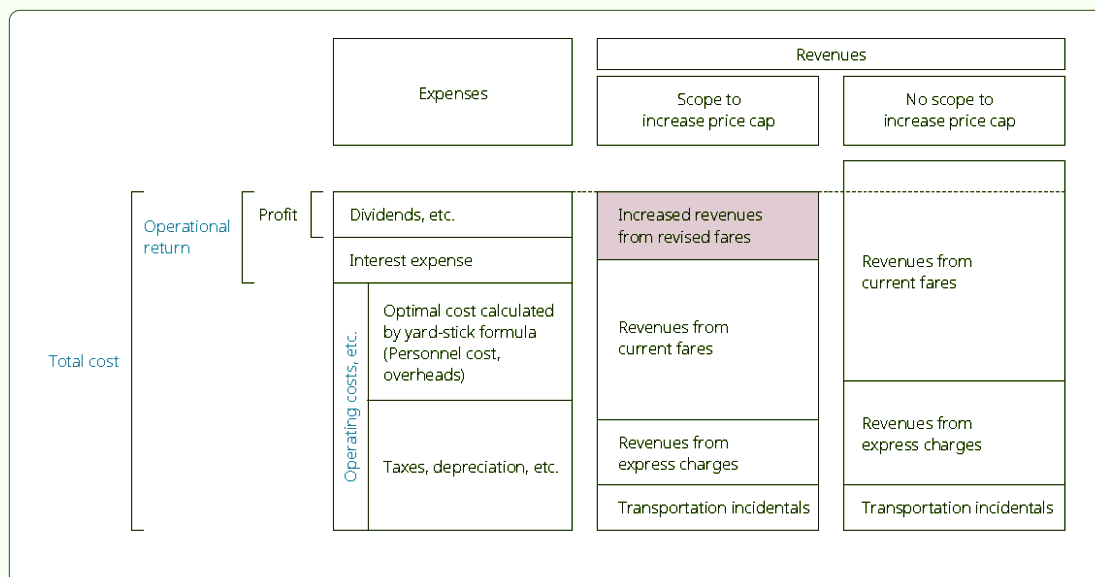 Revenues
Expenses
Scope to
increase price cap
No scope to
increase price cap
Total cost
Operational
return
Profit
Dividends, etc.
Interest expense
Operating costs, etc.
Optimal cost calculated
by yard-stick formula
(Personnel cost,
overheads)
Taxes, depreciation, etc.
Increased revenues
from revised fares
Revenues from
current fares
Revenues from
express charges
Transportation incidentals
Revenues from
current fares
Revenues from
express charges
Transportation incidentals